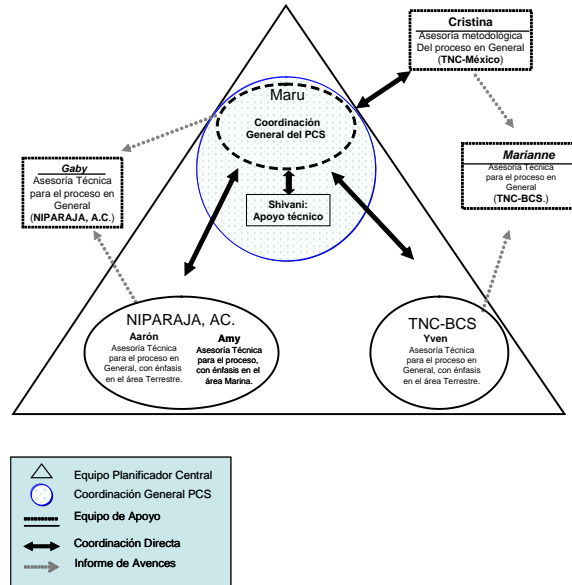 Cristina
Asesoría metodológica
Del proceso en General
(TNC-México)
Maru
Coordinación
General del PCS
Shivani:
Apoyo técnico
Gaby
Asesoría Técnica
para el proceso en
General
(NIPARAJA, A.C.)
Marianne
Asesoría Técnica
para el proceso en
General
(TNC-BCS.)
NIPARAJA, AC.
Aarón
Asesoría Técnica
para el proceso en
General, con énfasis
en el área Terrestre.
Amy
Asesoría Técnica
para el proceso,
con énfasis en el
área Marina.
TNC-BCS
Yven
Asesoría Técnica
para el proceso en
General, con énfasis
en el área Terrestre.
Equipo Planificador Central
Coordinación General PCS
Equipo de Apoyo
Coordinación Directa
Informe de Avences